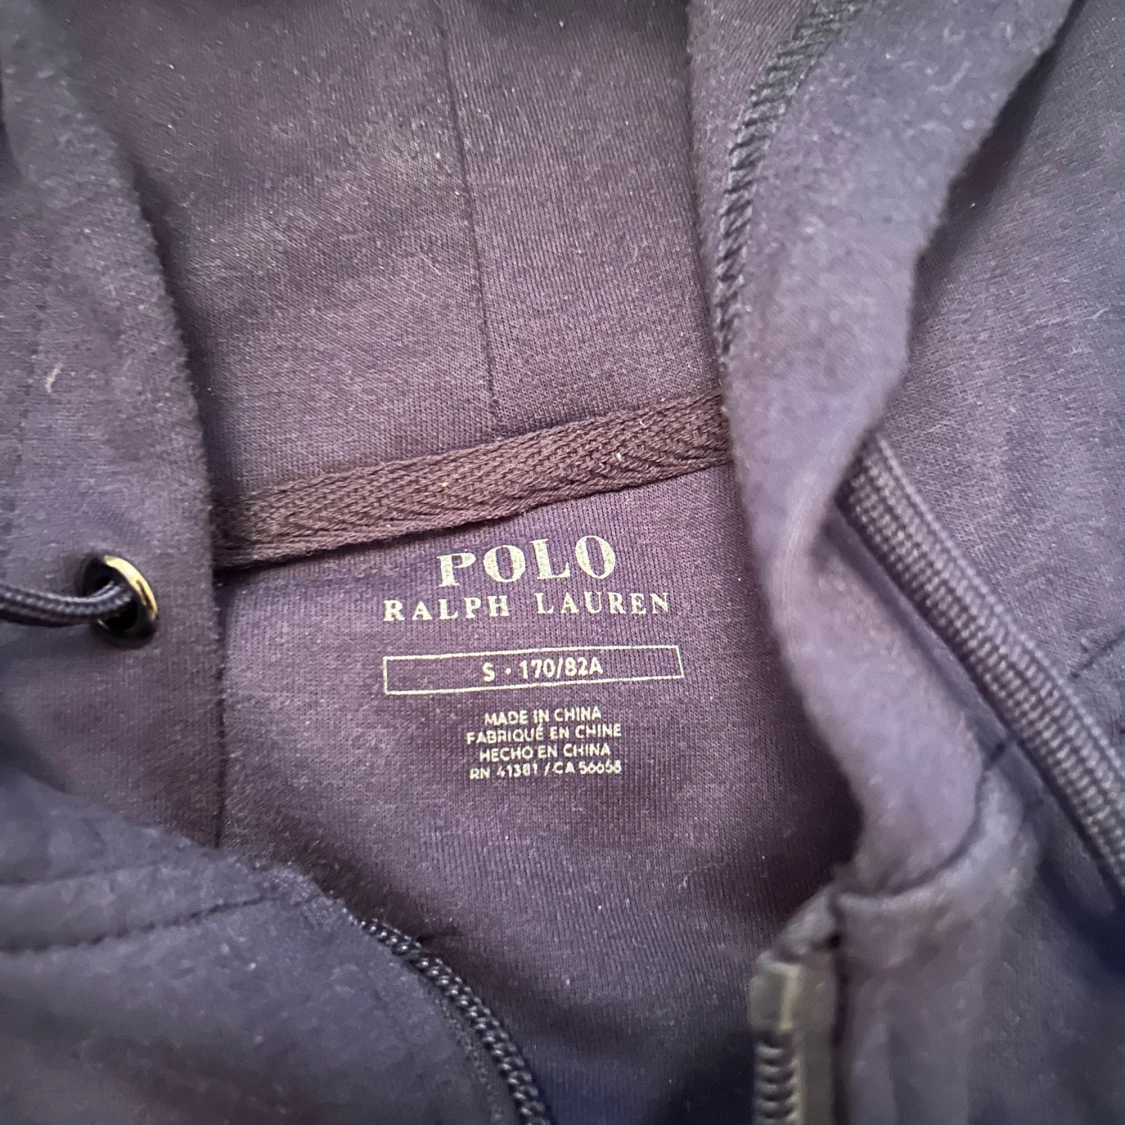 POLO
RALPH LAUREN
S · 170/82A
MADE IN CHINA
FABRIQUÉ EN CHINE
HECHO EN CHINA
RN 41381 / CA 56658